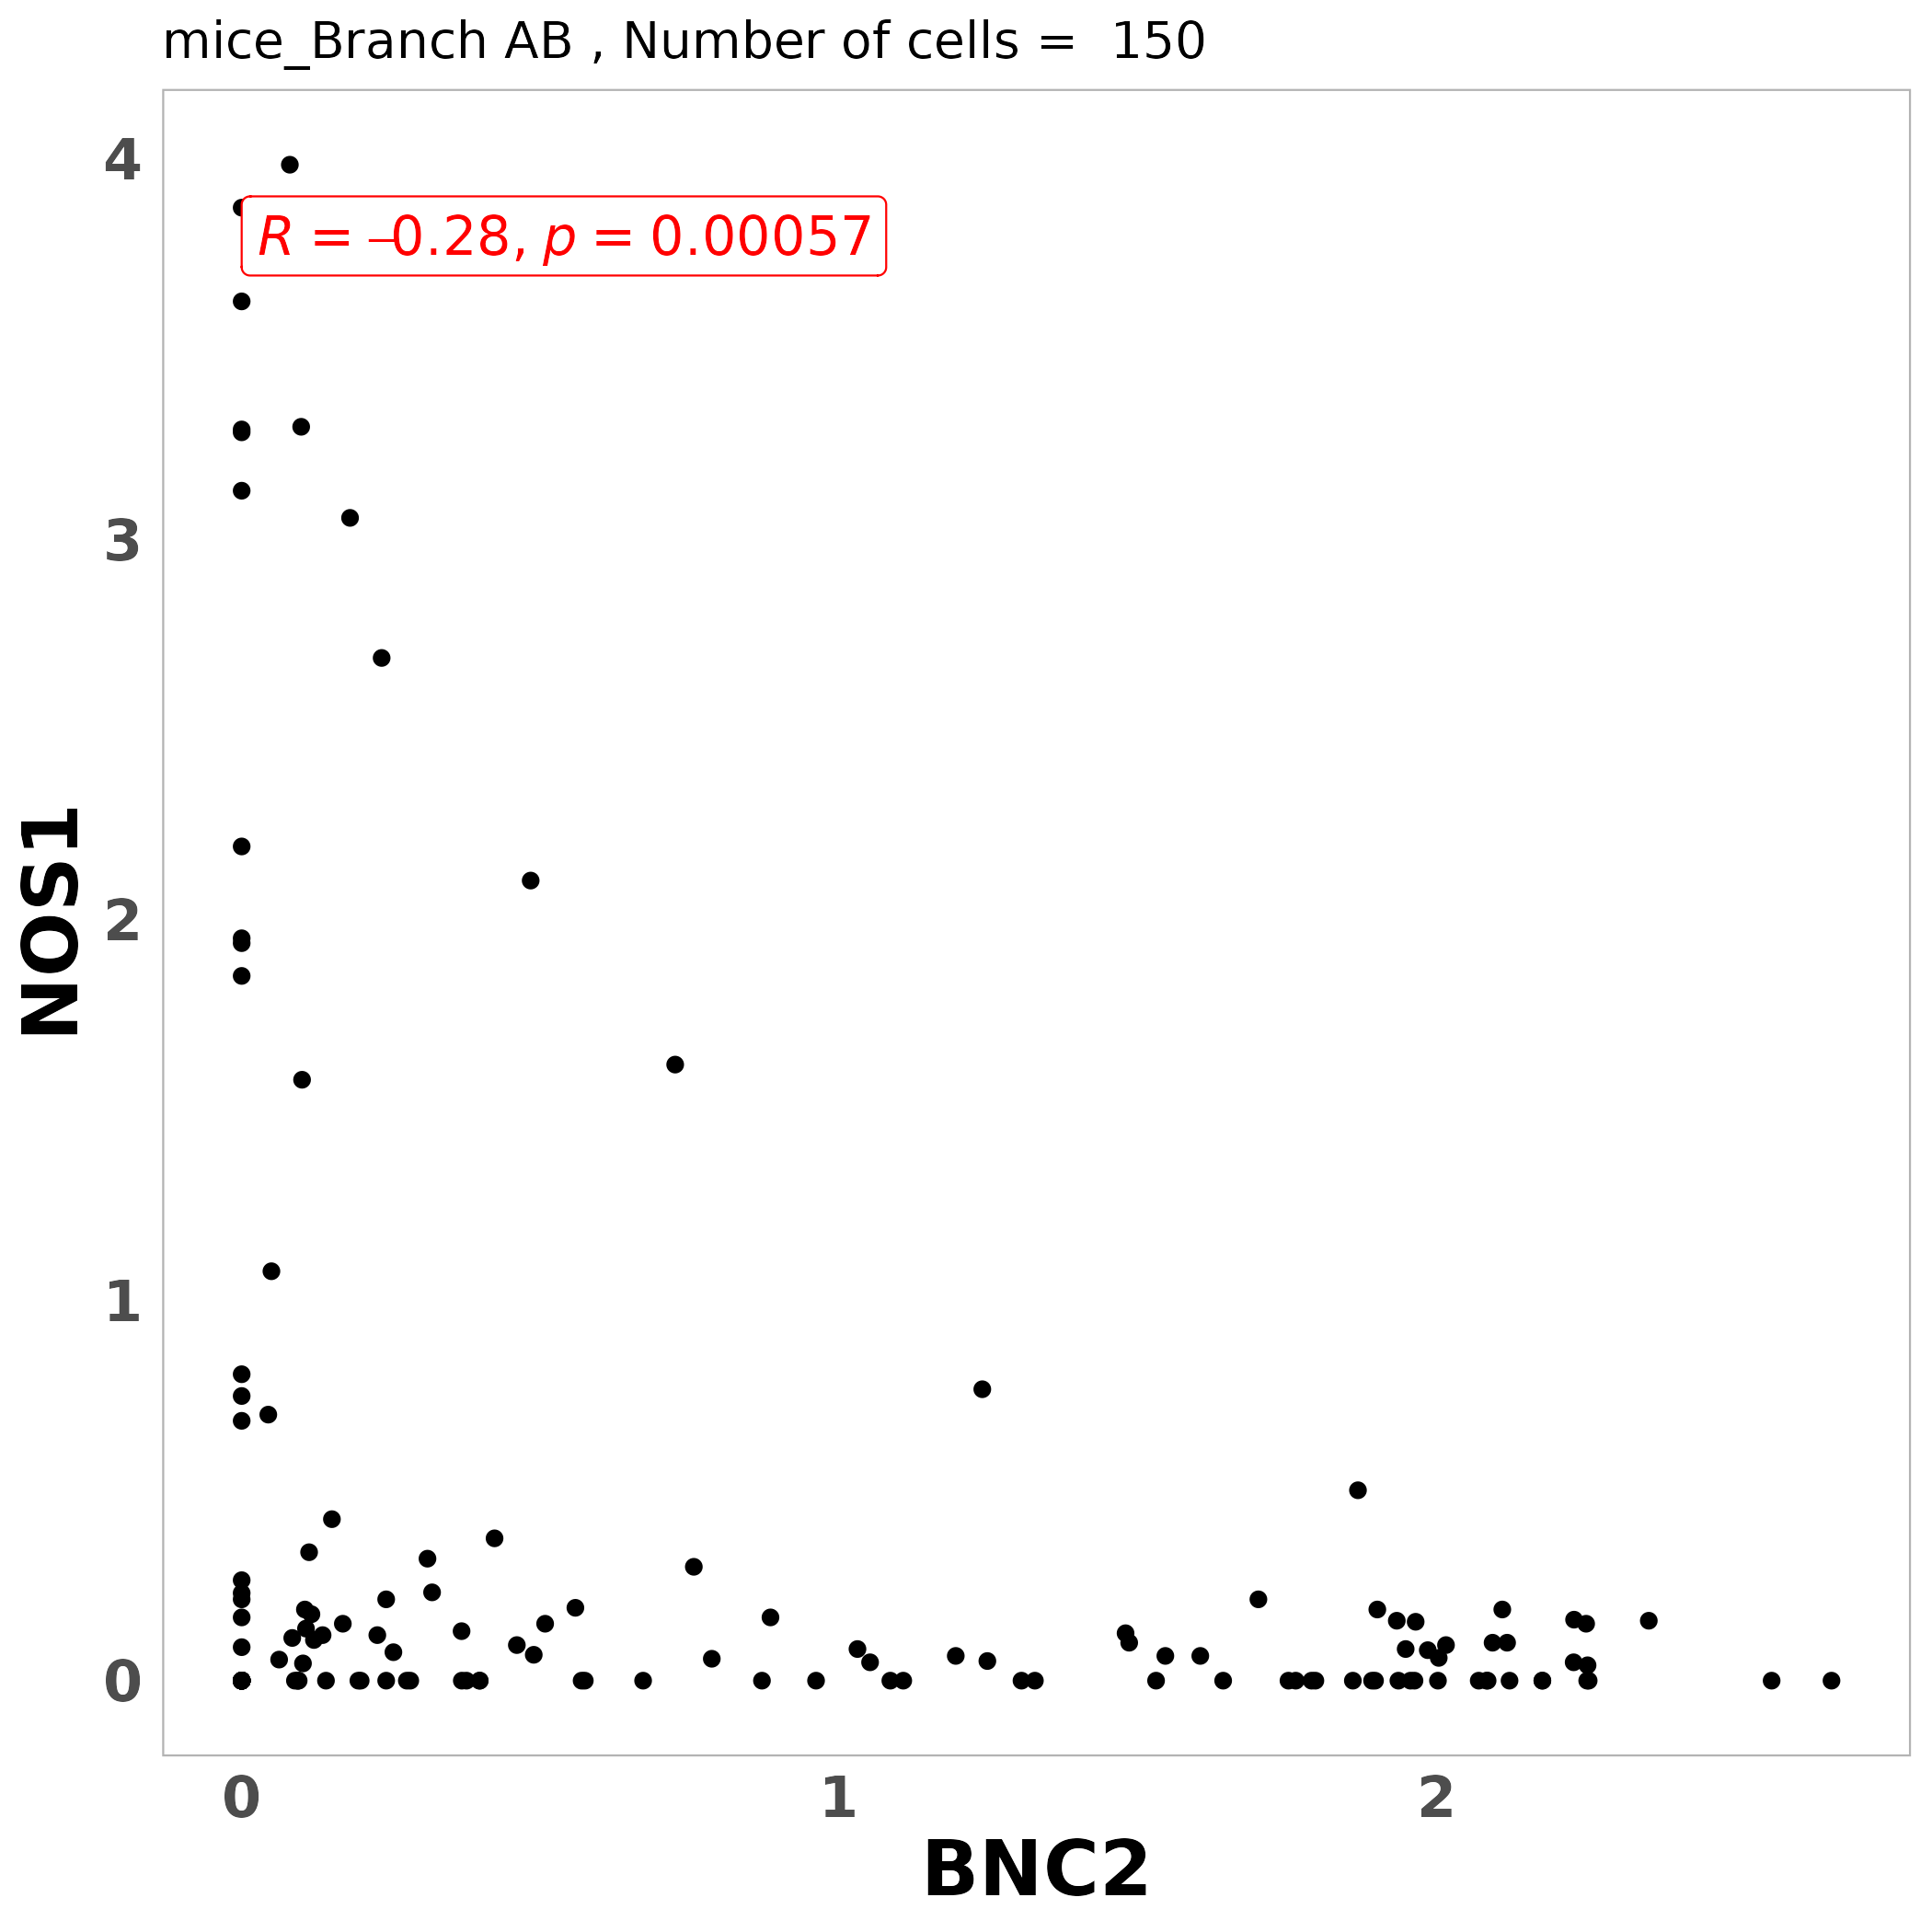 mice_Branch AB , Number of cells =  150
4
R = –0.28, p = 0.00057
3
NOS1
2
1
0
0 1 2
BNC2